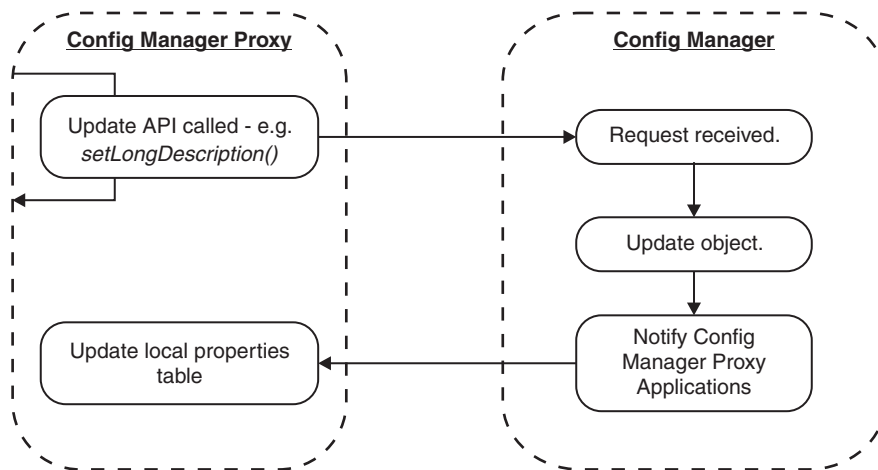 Config Manager Proxy
Config Manager
Update API called - e.g.
setLongDescription()
Request received.
Update object.
Update local properties
table
Notify Config
Manager Proxy
Applications